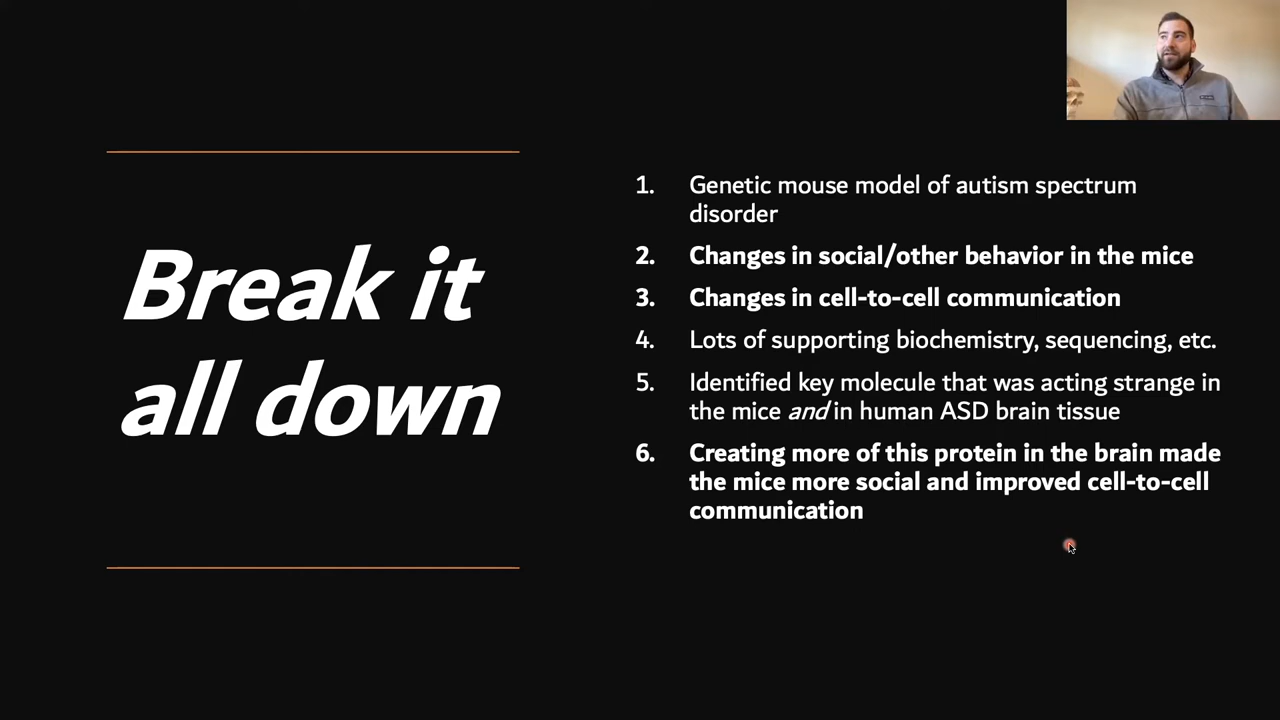 Break it
all down
1. Genetic mouse model of autism spectrum
disorder
2. Changes in social/other behavior in the mice
3. Changes in cell-to-cell communication
4. Lots of supporting biochemistry, sequencing, etc.
5. Identified key molecule that was acting strange in
the mice and in human ASD brain tissue
6. Creating more of this protein in the brain made
the mice more social and improved cell-to-cell
communication